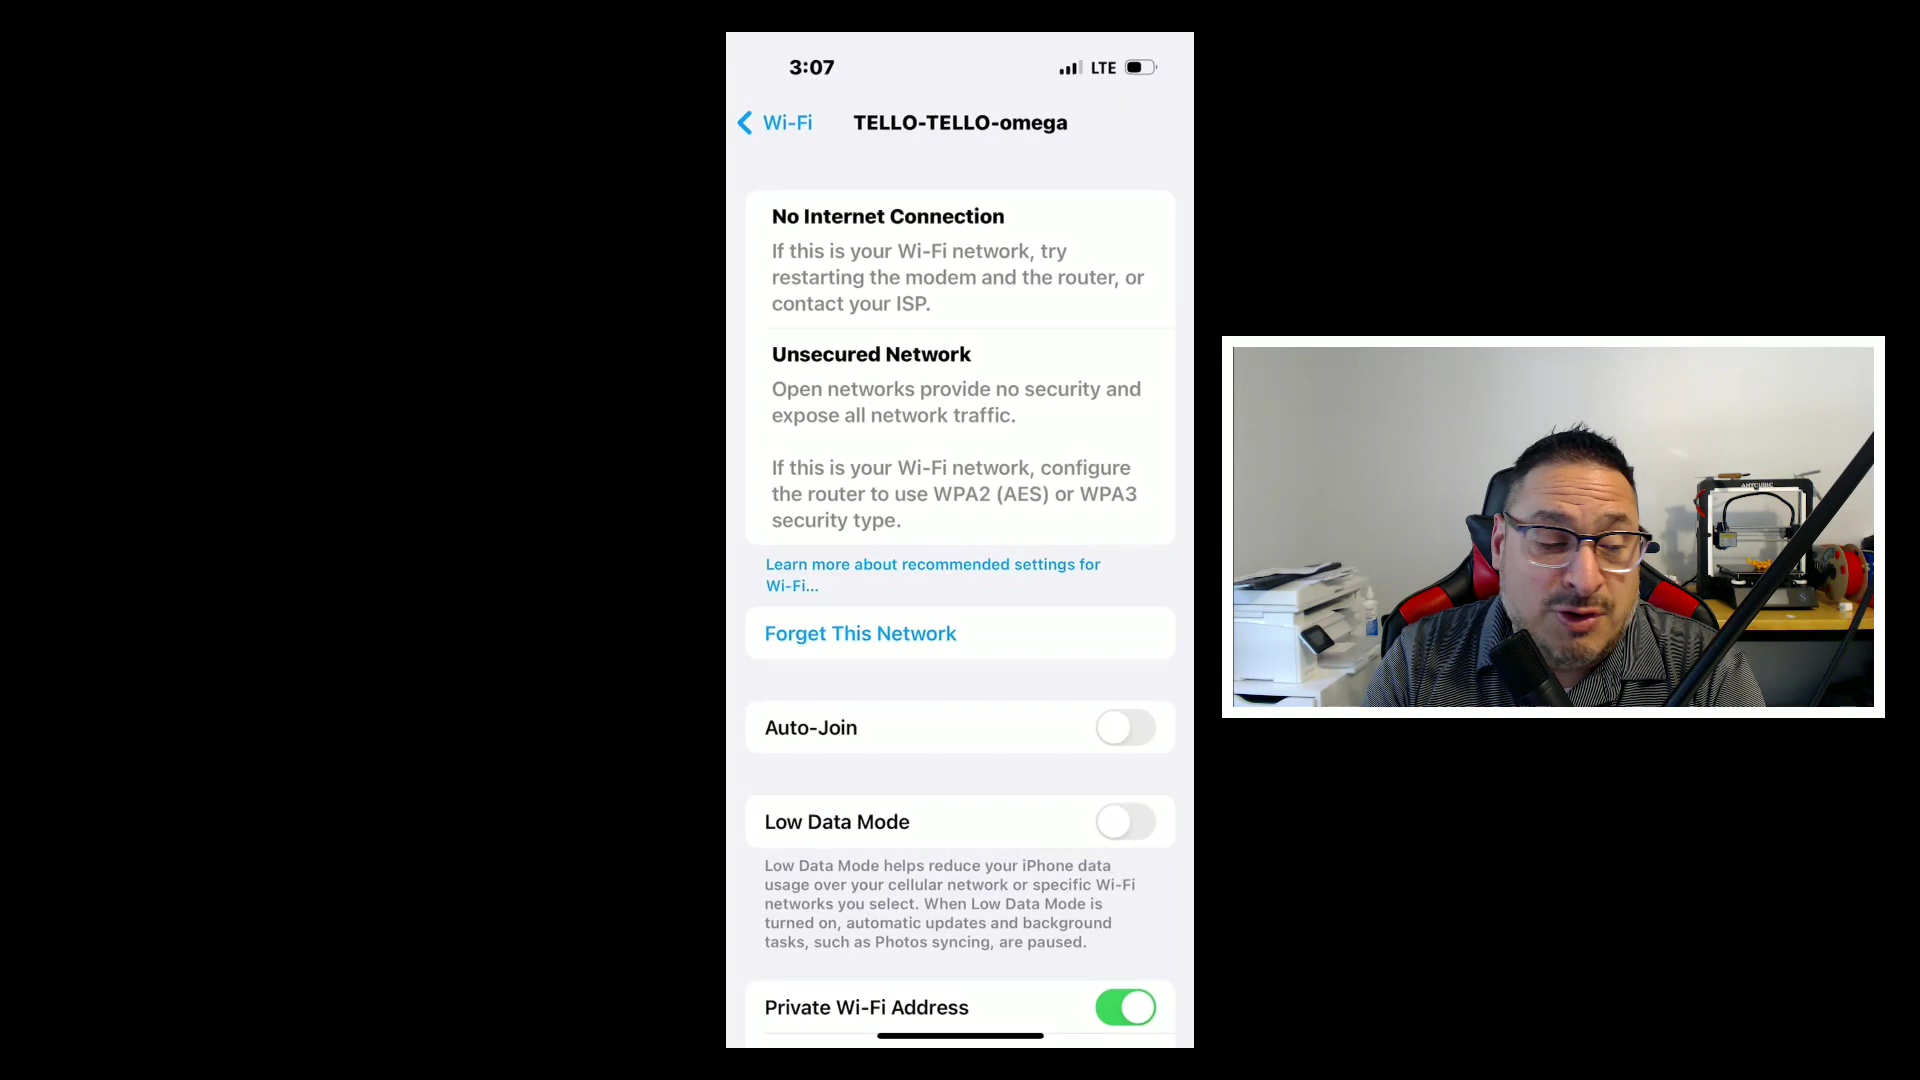 3:07
LTE
Wi-Fi
TELLO-TELLO-omega
No Internet Connection
If this is your Wi-Fi network, try
restarting the modem and the router, or
contact your ISP.
Unsecured Network
Open networks provide no security and
expose all network traffic.
If this is your Wi-Fi network, configure
the router to use WPA2 (AES) or WPA3
security type.
Learn more about recommended settings for
Wi-Fi...
Forget This Network
Auto-Join
Low Data Mode
Low Data Mode helps reduce your iPhone data
usage over your cellular network or specific Wi-Fi
networks you select. When Low Data Mode is
turned on, automatic updates and background
tasks, such as Photos syncing, are paused.
Private Wi-Fi Address
ANYCUBIC